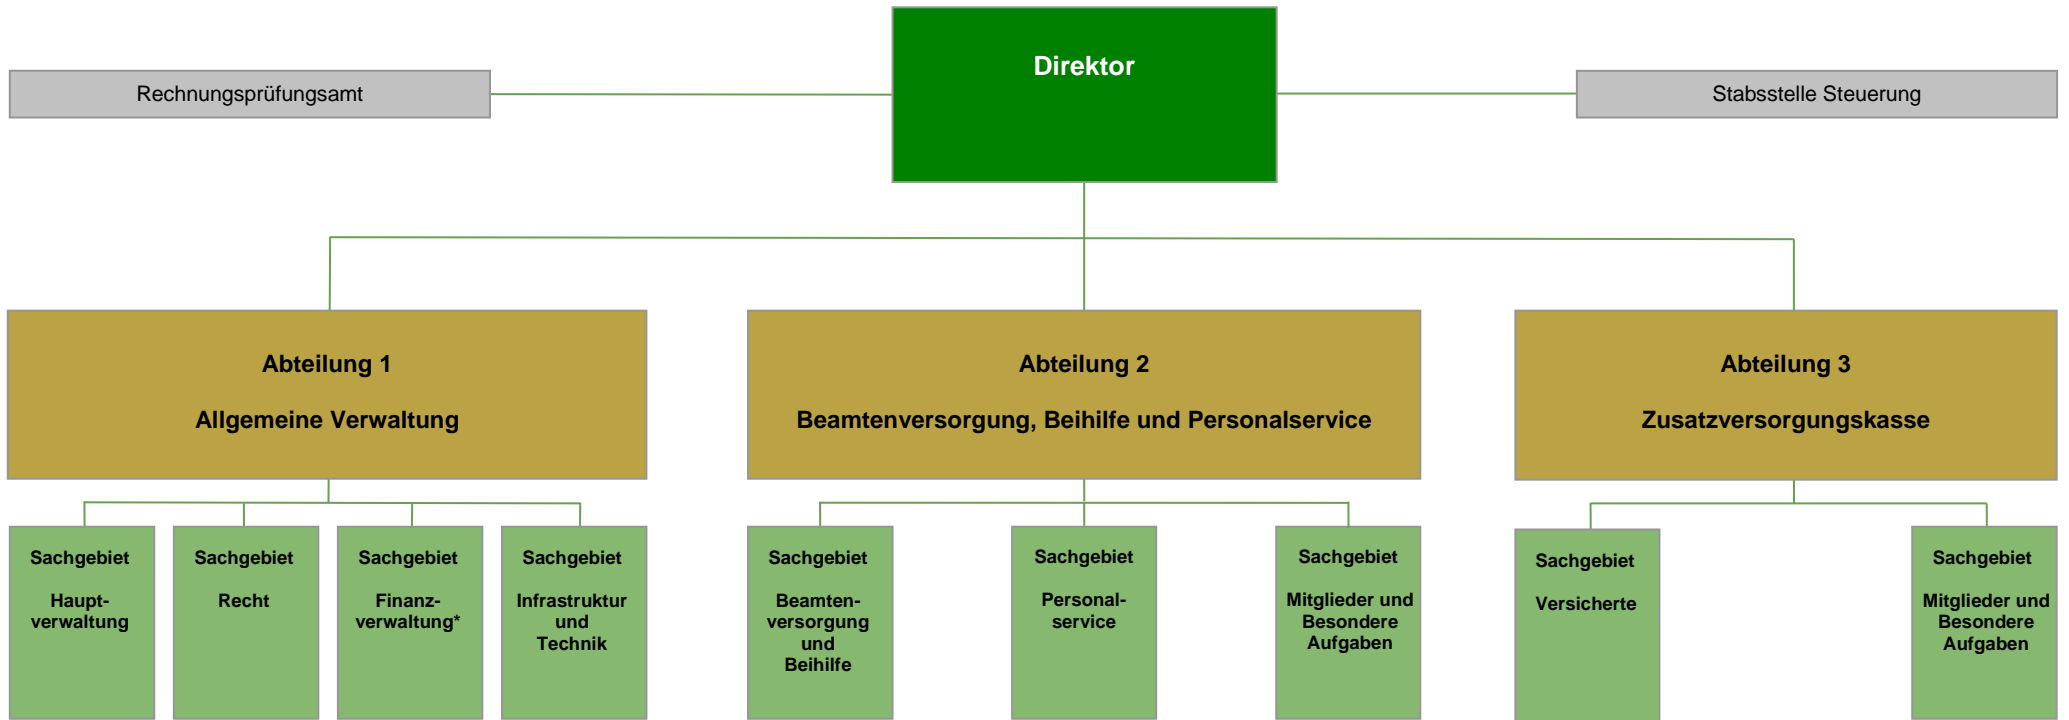 Direktor
Rechnungsprüfungsamt
Stabsstelle Steuerung
Abteilung 1
Allgemeine Verwaltung
Abteilung 2
Beamtenversorgung, Beihilfe und Personalservice
Abteilung 3
Zusatzversorgungskasse
Sachgebiet
Haupt-
verwaltung
Sachgebiet
Recht
Sachgebiet
Finanz-
verwaltung*
Sachgebiet
Infrastruktur
und
Technik
Sachgebiet
Beamten-
versorgung
und
Beihilfe
Sachgebiet
Personal-
service
Sachgebiet
Mitglieder und
Besondere
Aufgaben
Sachgebiet
Versicherte
Sachgebiet
Mitglieder und
Besondere
Aufgaben